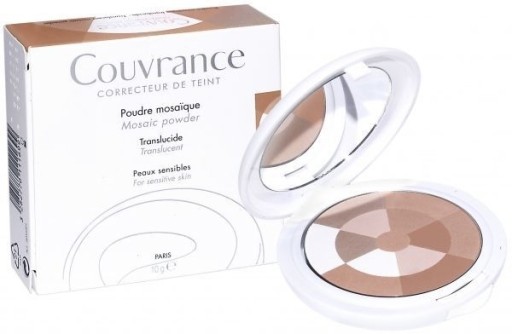 Couvrance
CORRECTEUR DE TEINT
Poudre mosaïque
Mosaic powder
Translucide
Translucent
Peaux sensibles
For sensitive skin
PARIS
10g e